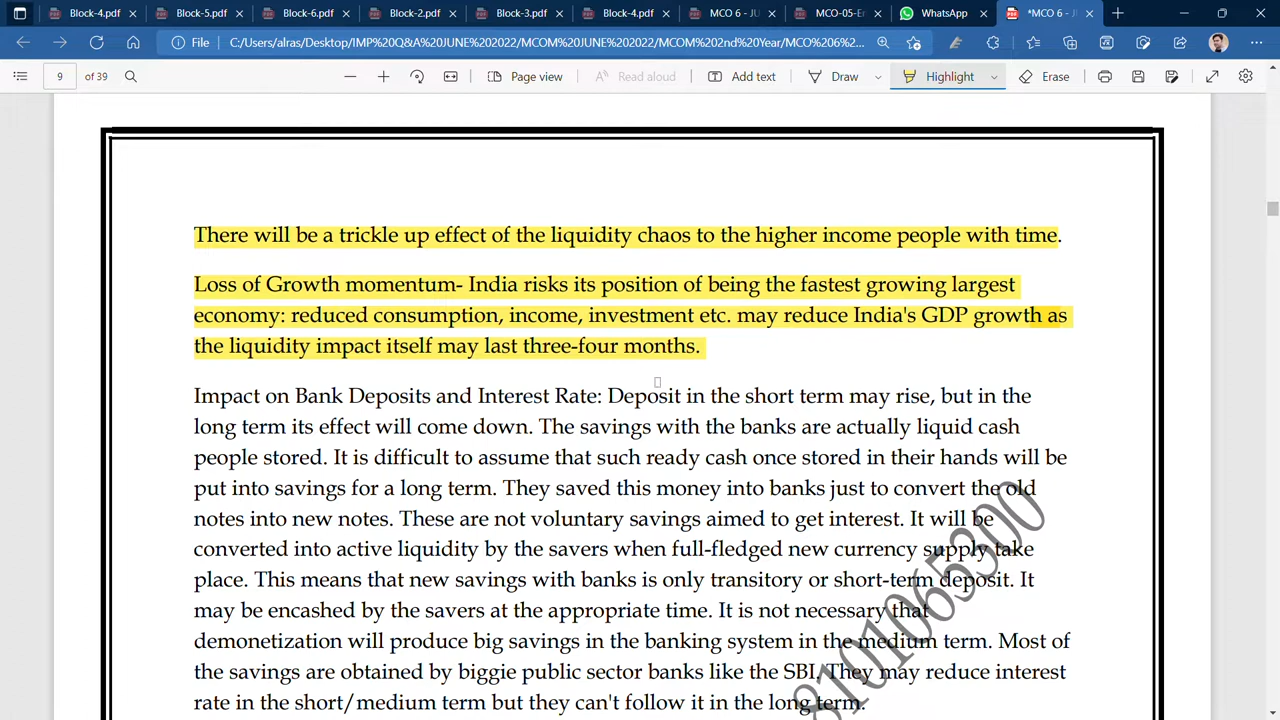 Block-4.pdf Block-5.pdf Block-6.pdf Block-2.pdf Block-3.pdf Block-4.pdf MCO 6 - JU MCO-05-E WhatsApp *MCO 6 - J
File C:/Users/alras/Desktop/IMP%20Q&A%20JUNE%202022/MCOM%20JUNE%202022/MCOM%202nd%20Year/MCO%206%2...
9 of 39 Page view Read aloud Add text Draw Highlight Erase
There will be a trickle up effect of the liquidity chaos to the higher income people with time.
Loss of Growth momentum- India risks its position of being the fastest growing largest
economy: reduced consumption, income, investment etc. may reduce India's GDP growth as
the liquidity impact itself may last three-four months.
Impact on Bank Deposits and Interest Rate: Deposit in the short term may rise, but in the
long term its effect will come down. The savings with the banks are actually liquid cash
people stored. It is difficult to assume that such ready cash once stored in their hands will be
put into savings for a long term. They saved this money into banks just to convert the old
notes into new notes. These are not voluntary savings aimed to get interest. It will be
converted into active liquidity by the savers when full-fledged new currency supply take
place. This means that new savings with banks is only transitory or short-term deposit. It
may be encashed by the savers at the appropriate time. It is not necessary that
demonetization will produce big savings in the banking system in the medium term. Most of
the savings are obtained by biggie public sector banks like the SBI. They may reduce interest
rate in the short/medium term but they can't follow it in the long term.
8101065300